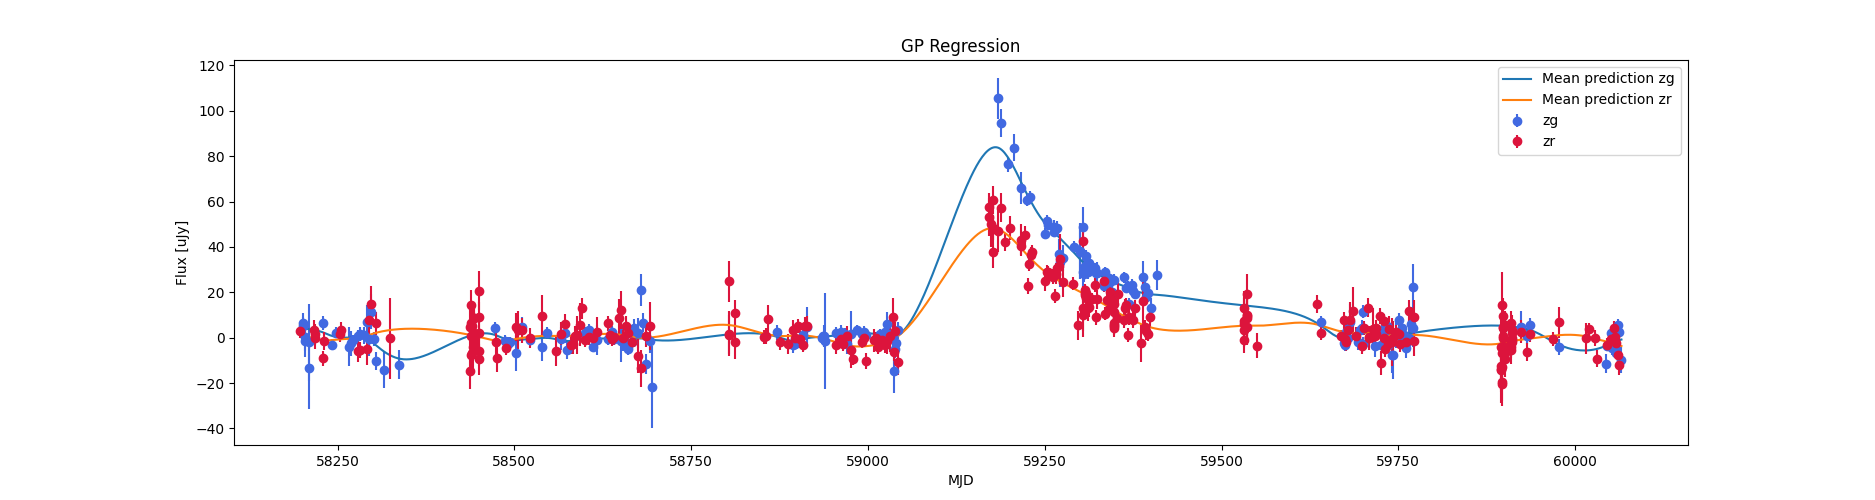 GP Regression
120
100
80
60
40
20
0
−20
−40
Flux [uJy]
58250
58500
58750
59000
59250
59500
59750
60000
MJD
Mean prediction zg
Mean prediction zr
zg
zr